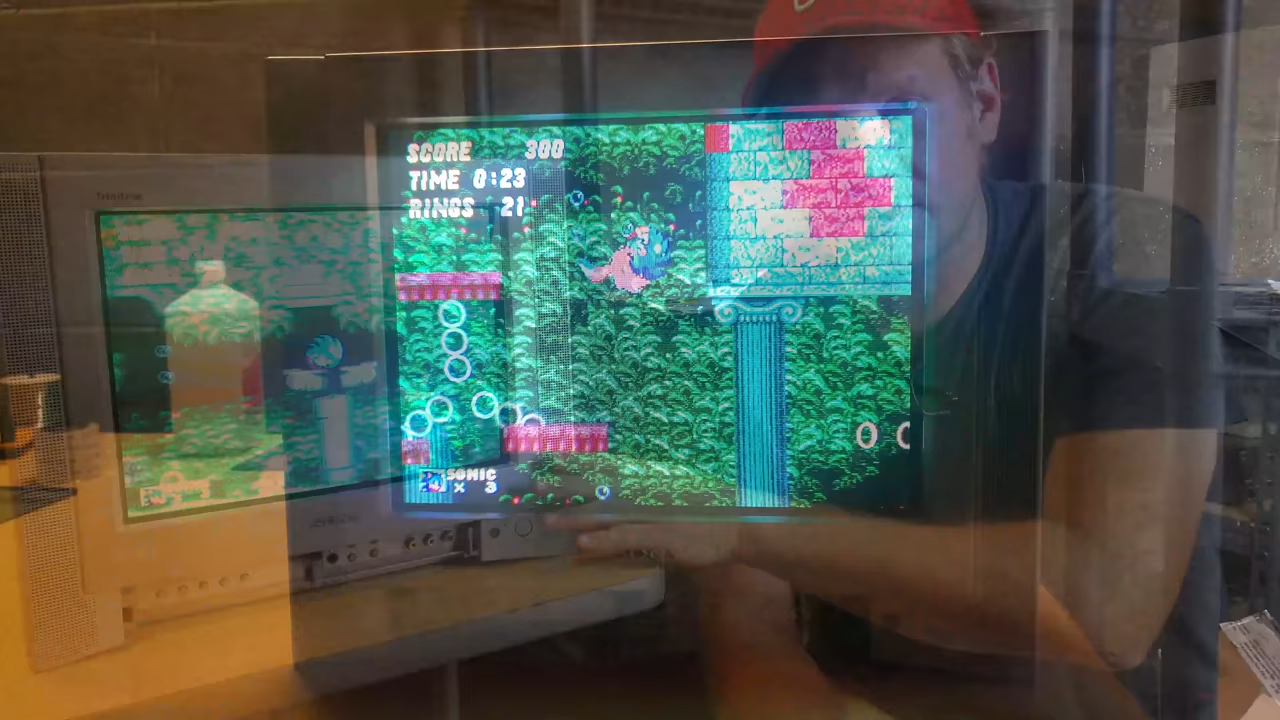 SCORE 300
TIME 0:23
RINGS 21
SONIC
X 3
Trinitron